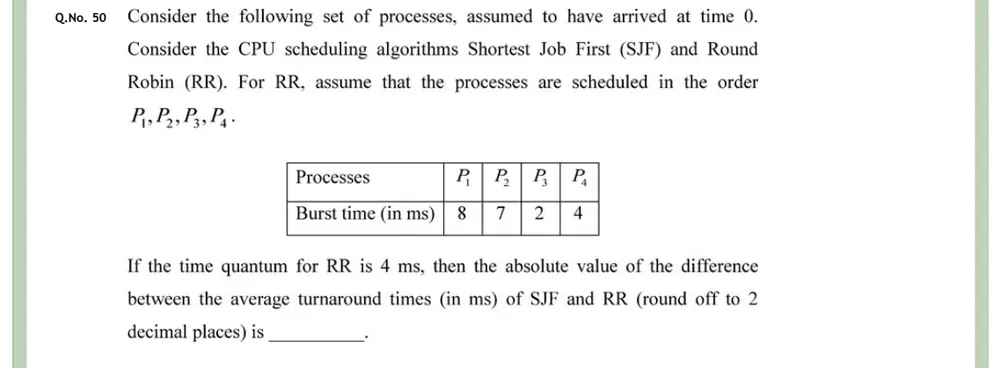 Q.No. 50 Consider the following set of processes, assumed to have arrived at time 0.
Consider the CPU scheduling algorithms Shortest Job First (SJF) and Round
Robin (RR). For RR, assume that the processes are scheduled in the order
P₁, P₂, P₃, P₄.
Processes P₁ P₂ P₃ P₄
Burst time (in ms) 8 7 2 4
If the time quantum for RR is 4 ms, then the absolute value of the difference
between the average turnaround times (in ms) of SJF and RR (round off to 2
decimal places) is ____________.